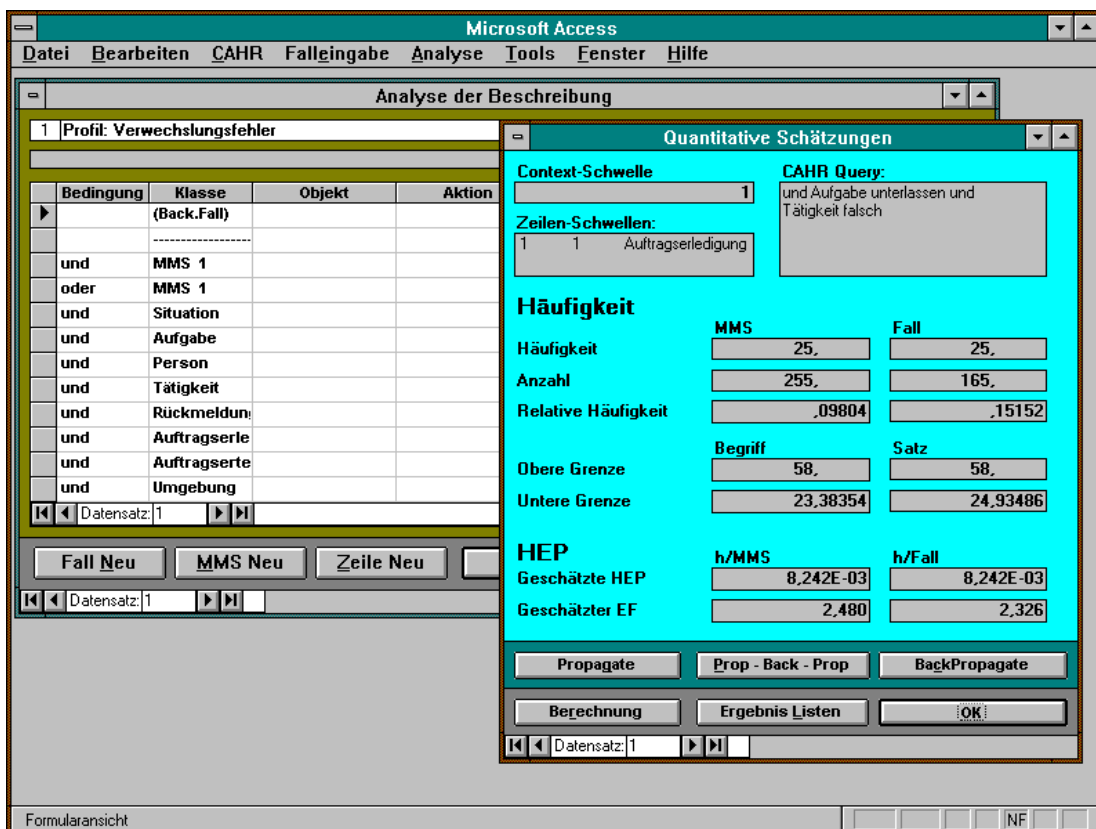 Microsoft Access
Datei Bearbeiten CAHR Falleingabe Analyse Tools Fenster Hilfe
Analyse der Beschreibung
1 Profil: Verwechslungsfehler
Bedingung Klasse Objekt Aktion
(Back.Fall)
------------------
und MMS 1
oder MMS 1
und Situation
und Aufgabe
und Person
und Tätigkeit
und Rückmeldun
und Auftragserle
und Auftragserte
und Umgebung
Datensatz: 1
Fall Neu MMS Neu Zeile Neu
Datensatz: 1
Quantitative Schätzungen
Context-Schwelle CAHR Query:
1 und Aufgabe unterlassen und
Tätigkeit falsch
Zeilen-Schwellen:
1 1 Auftragserledigung
Häufigkeit
MMS Fall
Häufigkeit 25, 25,
Anzahl 255, 165,
Relative Häufigkeit ,09804 ,15152
Begriff Satz
Obere Grenze 58, 58,
Untere Grenze 23,38354 24,93486
HEP h/MMS h/Fall
Geschätzte HEP 8,242E-03 8,242E-03
Geschätzter EF 2,480 2,326
Propagate Prop - Back - Prop BackPropagate
Berechnung Ergebnis Listen OK
Datensatz: 1
Formularansicht NF